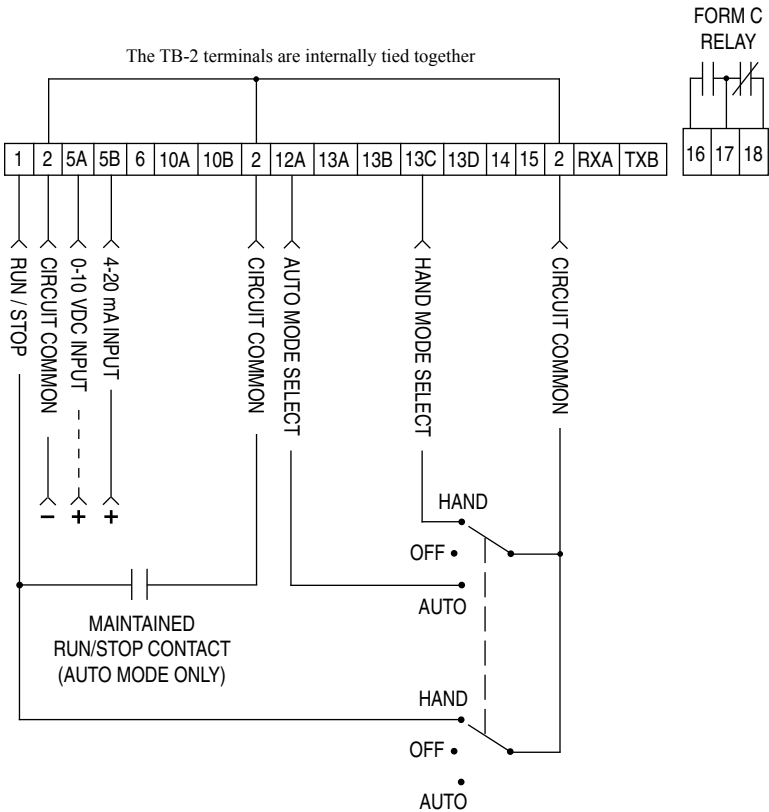 FORM C
RELAY
The TB-2 terminals are internally tied together
1 2 5A 5B 6 10A 10B 2 12A 13A 13B 13C 13D 14 15 2 RXA TXB
16 17 18
RUN / STOP
CIRCUIT COMMON
0-10 VDC INPUT
4-20 mA INPUT
CIRCUIT COMMON
AUTO MODE SELECT
HAND MODE SELECT
CIRCUIT COMMON
− + +
HAND
OFF
AUTO
MAINTAINED
RUN/STOP CONTACT
(AUTO MODE ONLY)
HAND
OFF
AUTO